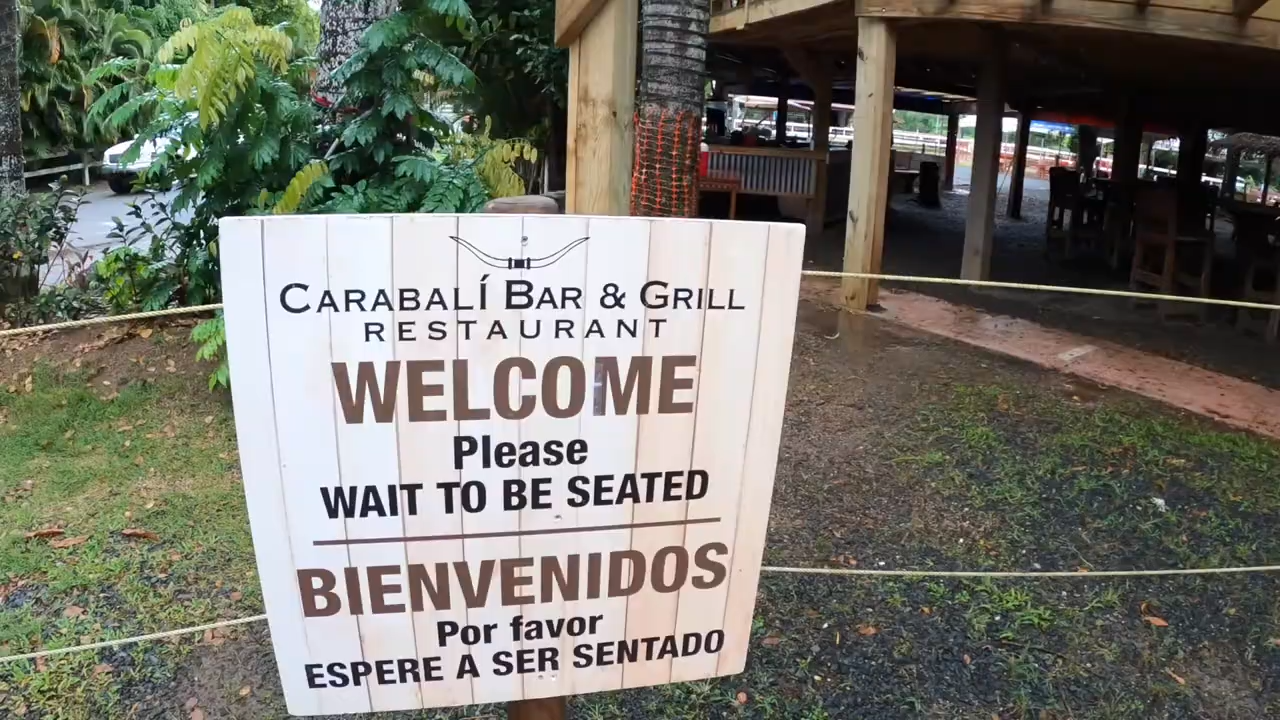 CARABALÍ BAR & GRILL
RESTAURANT
WELCOME
Please
WAIT TO BE SEATED
BIENVENIDOS
Por favor
ESPERE A SER SENTADO